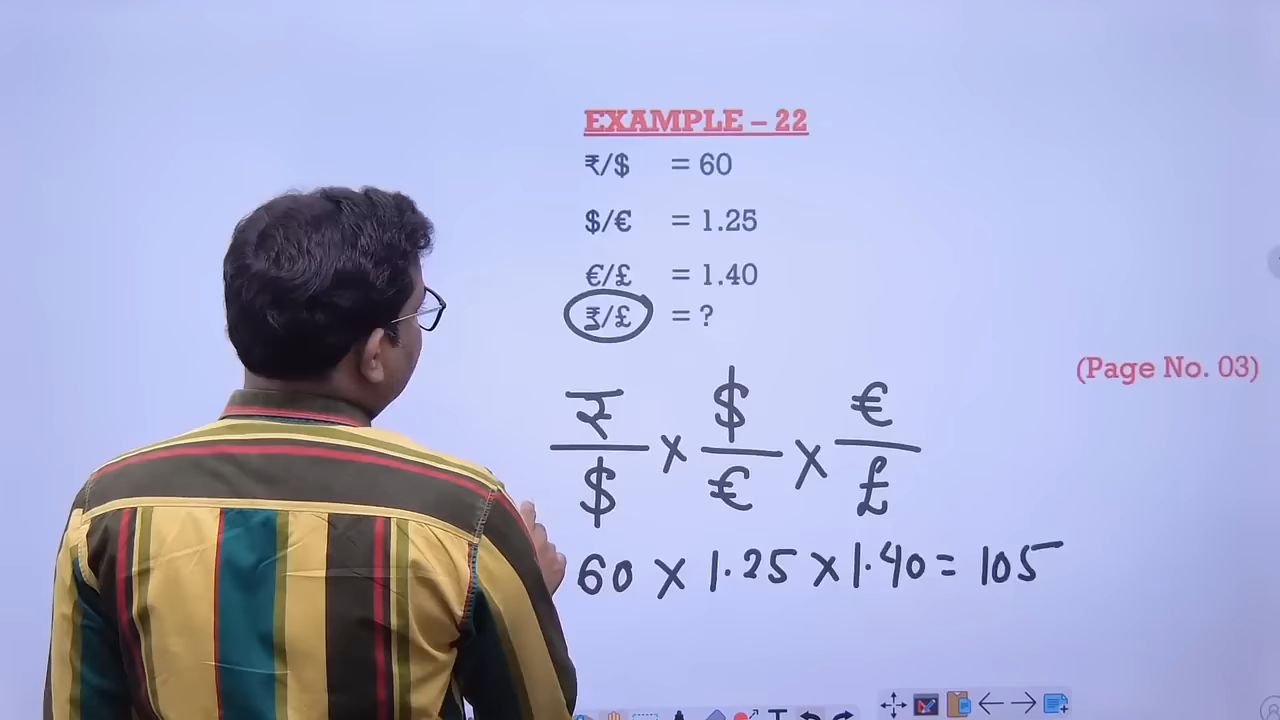 EXAMPLE – 22
₹/$ = 60
$/€ = 1.25
€/£ = 1.40
₹/£ = ?
(Page No. 03)
₹/$ × $/€ × €/£
60 × 1.25 × 1.40 = 105